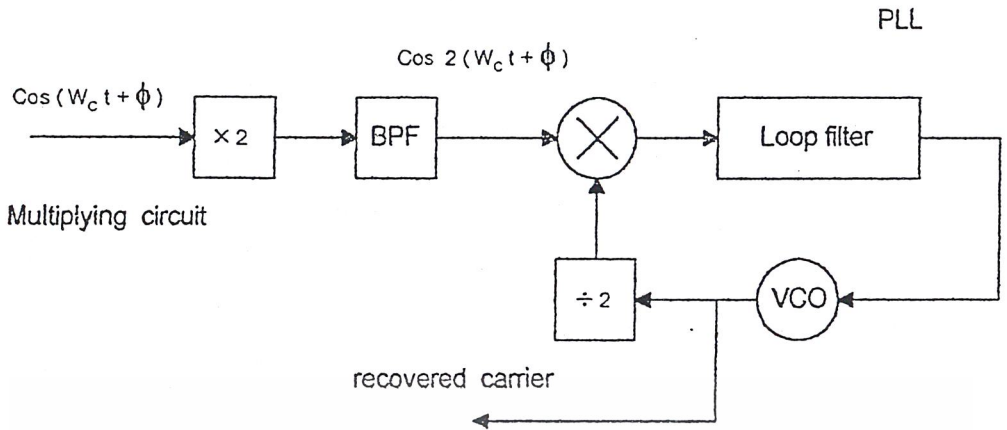 PLL
Cos 2 ( W_c t + ϕ )
Cos ( W_c t + ϕ )
× 2
BPF
Loop filter
Multiplying circuit
÷ 2
VCO
recovered carrier